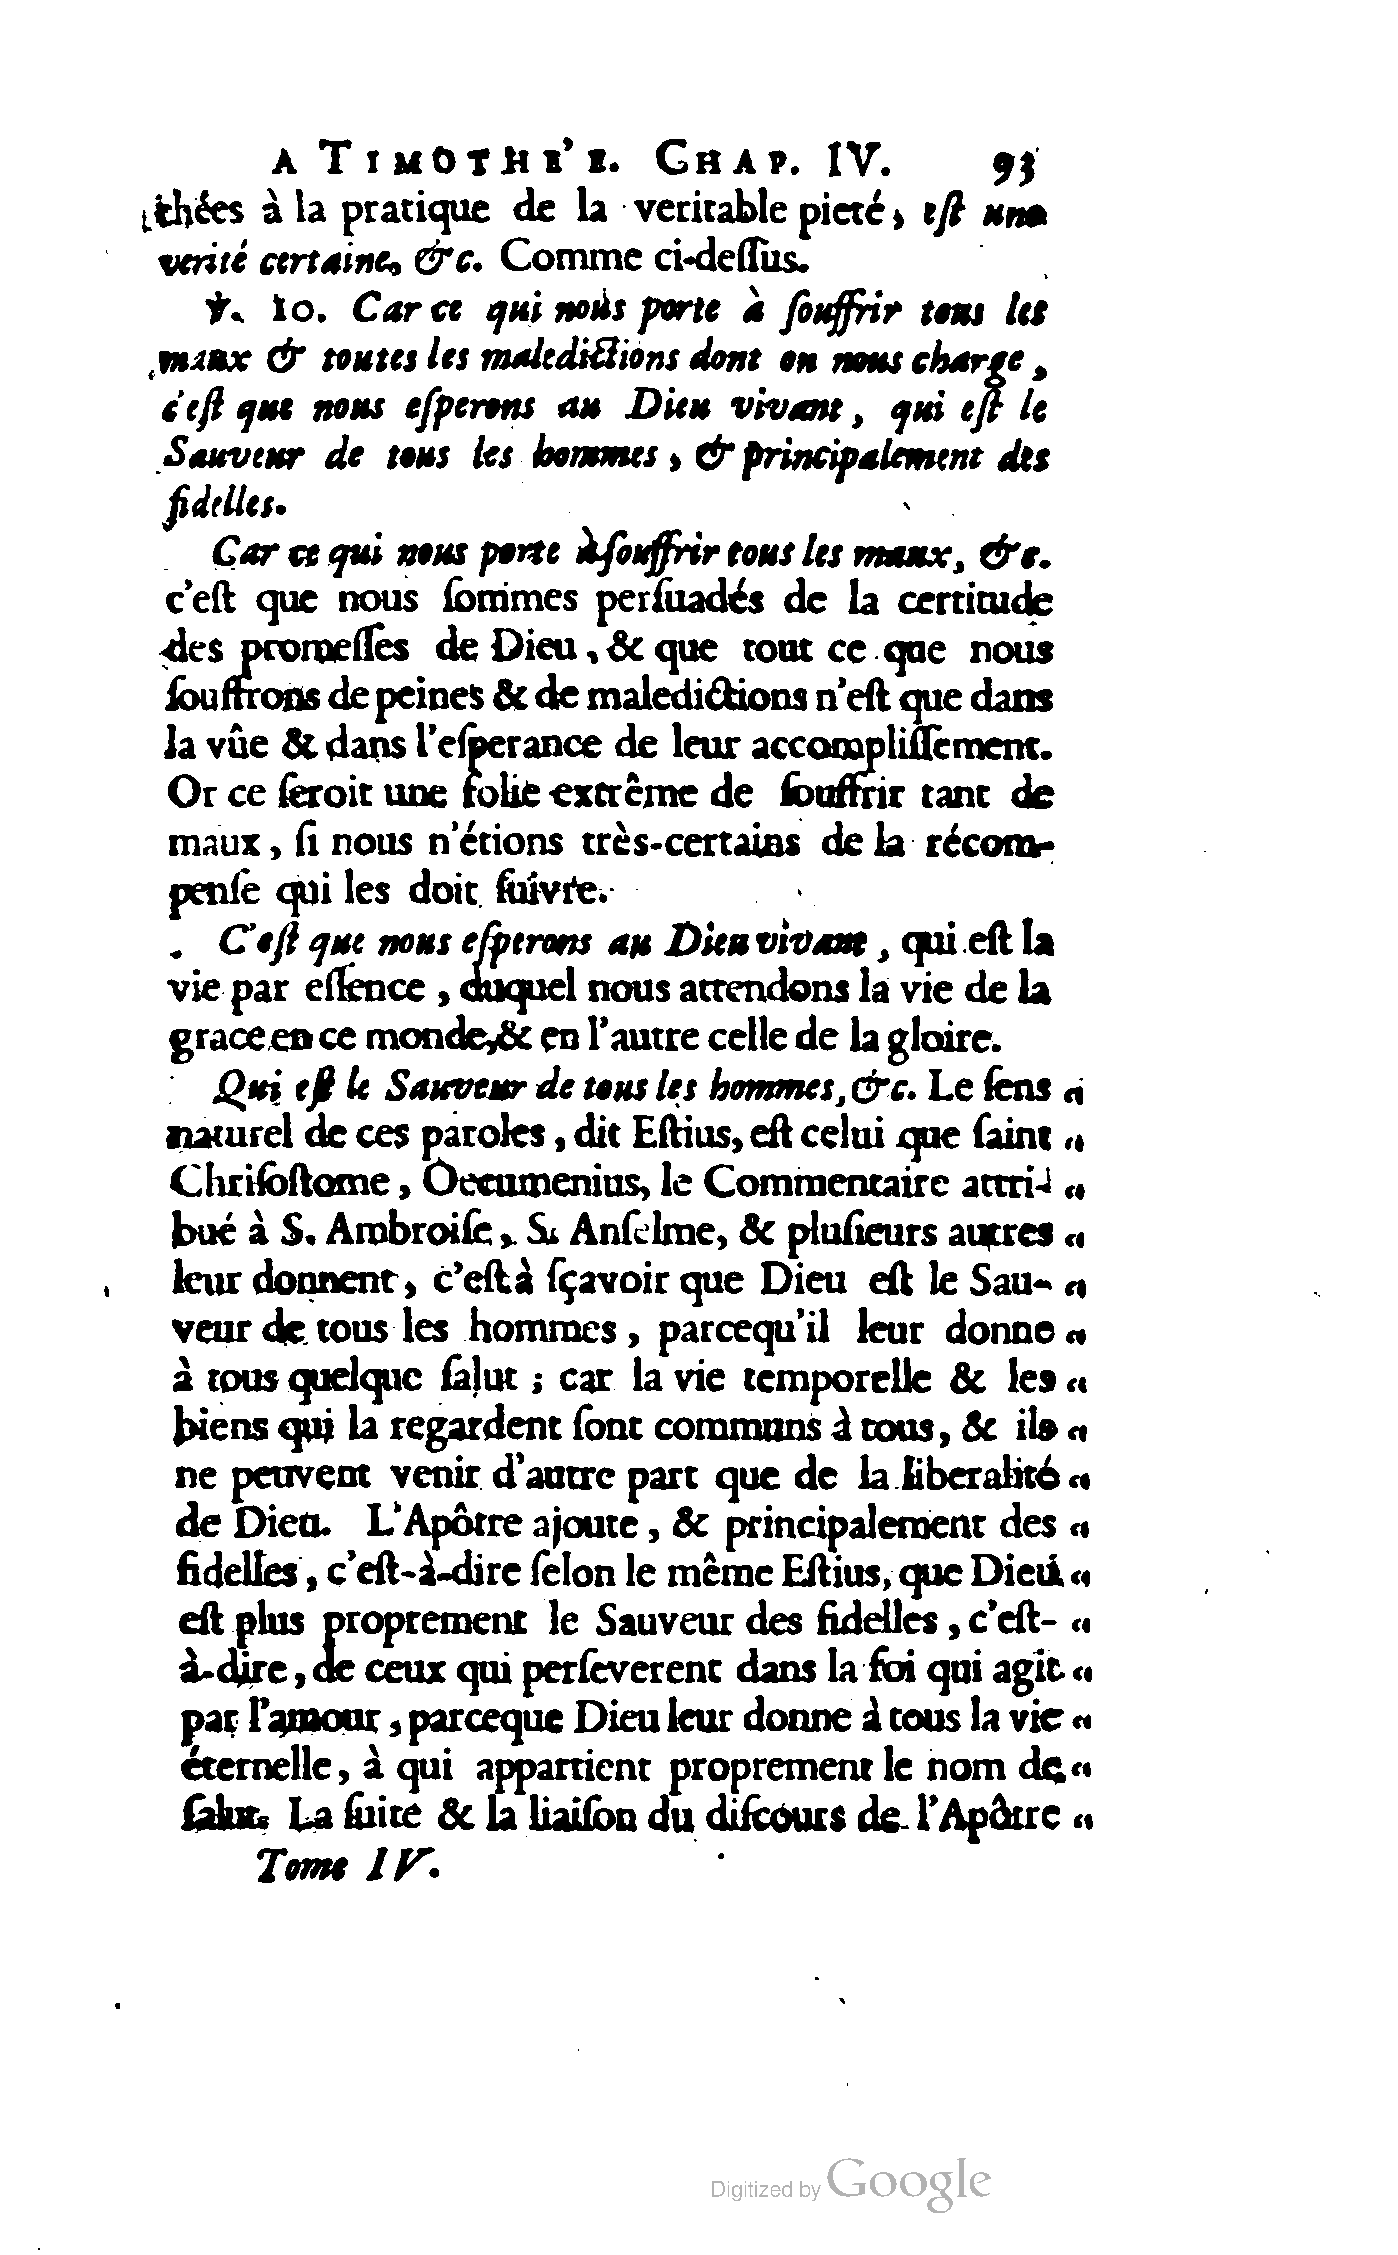 A TIMOTHE'E. CHAP. IV. 93
thées à la pratique de la veritable pieté, eſt une
verité certaine, &c. Comme ci-deſſus.
℣. 10. Car ce qui nous porte à ſouffrir tous les
maux & toutes les maledictions dont on nous charge,
c'eſt que nous eſperons au Dieu vivant, qui eſt le
Sauveur de tous les hommes, & principalement des
fidelles.
Car ce qui nous porte à ſouffrir tous les maux, &c.
c'eſt que nous ſommes perſuadés de la certitude
des promeſſes de Dieu, & que tout ce que nous
ſouffrons de peines & de maledictions n'eſt que dans
la vûe & dans l'eſperance de leur accompliſſement.
Or ce ſeroit une folie extrême de ſouffrir tant de
maux, ſi nous n'étions très-certains de la récom-
penſe qui les doit ſuivre.
C'eſt que nous eſperons au Dieu vivant, qui eſt la
vie par eſſence, duquel nous attendons la vie de la
grace en ce monde, & en l'autre celle de la gloire.
Qui eſt le Sauveur de tous les hommes, &c. Le ſens “
naturel de ces paroles, dit Eſtius, eſt celui que ſaint “
Chriſoſtome, Oecumenius, le Commentaire attri- “
bué à S. Ambroiſe, S. Anſelme, & pluſieurs autres “
leur donnent, c'eſt à ſçavoir que Dieu eſt le Sau- “
veur de tous les hommes, parcequ'il leur donne “
à tous quelque ſalut; car la vie temporelle & les “
biens qui la regardent ſont communs à tous, & ils “
ne peuvent venir d'autre part que de la liberalité “
de Dieu. L'Apôtre ajoute, & principalement des “
fidelles, c'eſt-à-dire ſelon le même Eſtius, que Dieu “
eſt plus proprement le Sauveur des fidelles, c'eſt- “
à-dire, de ceux qui perſeverent dans la foi qui agit “
par l'amour, parceque Dieu leur donne à tous la vie “
éternelle, à qui appartient proprement le nom de “
ſalut. La ſuite & la liaiſon du diſcours de l'Apôtre “
Tome IV.
Digitized by Google